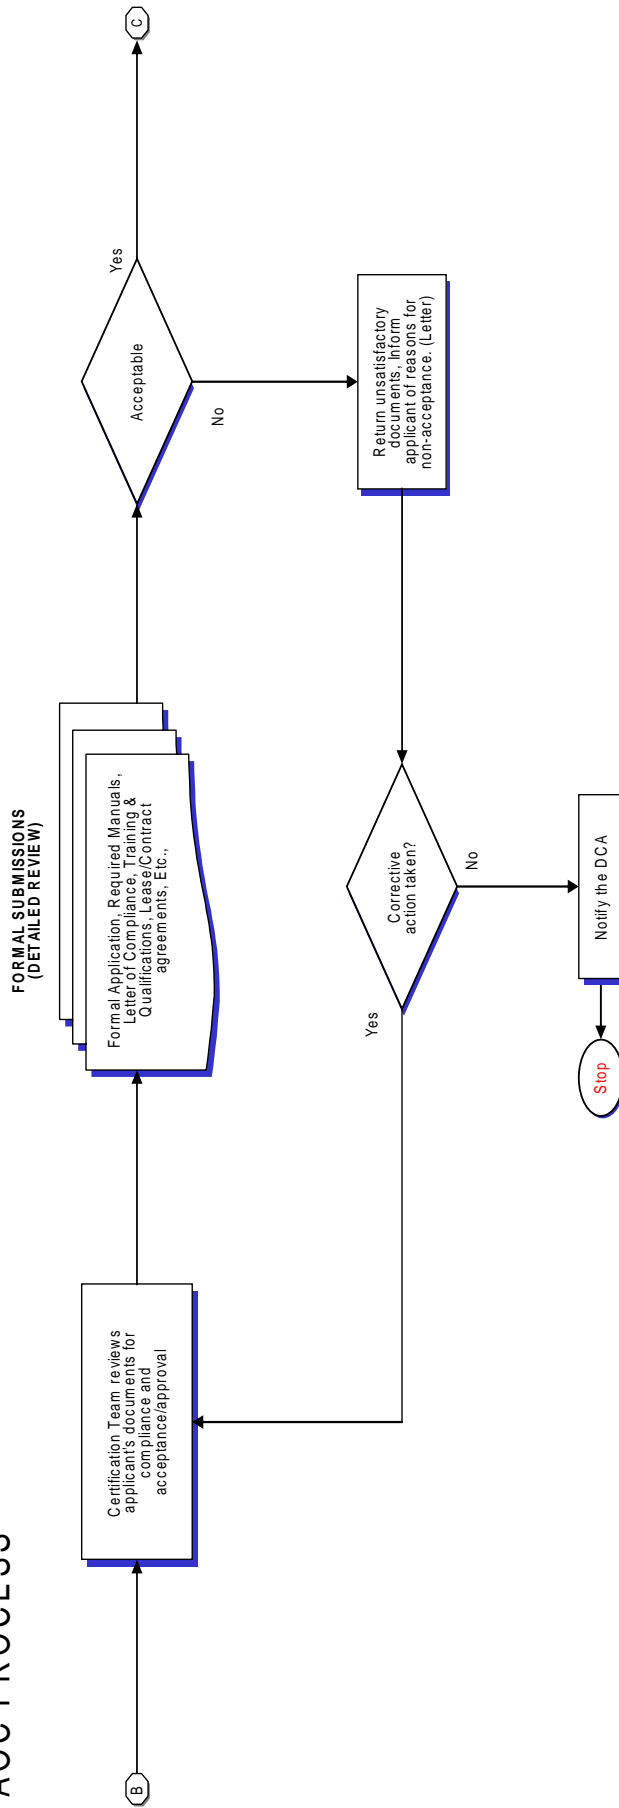 AOC PROCESS
FORMAL SUBMISSIONS
(DETAILED REVIEW)
B
Certification Team reviews
applicant's documents for
compliance and
acceptance/approval
Formal Application, Required Manuals,
Letter of Compliance, Training &
Qualifications, Lease/Contract
agreements, Etc.,
Acceptable
Yes
C
No
Return unsatisfactory
documents, Inform
applicant of reasons for
non-acceptance. (Letter)
Corrective
action taken?
Yes
No
Notify the DCA
Stop